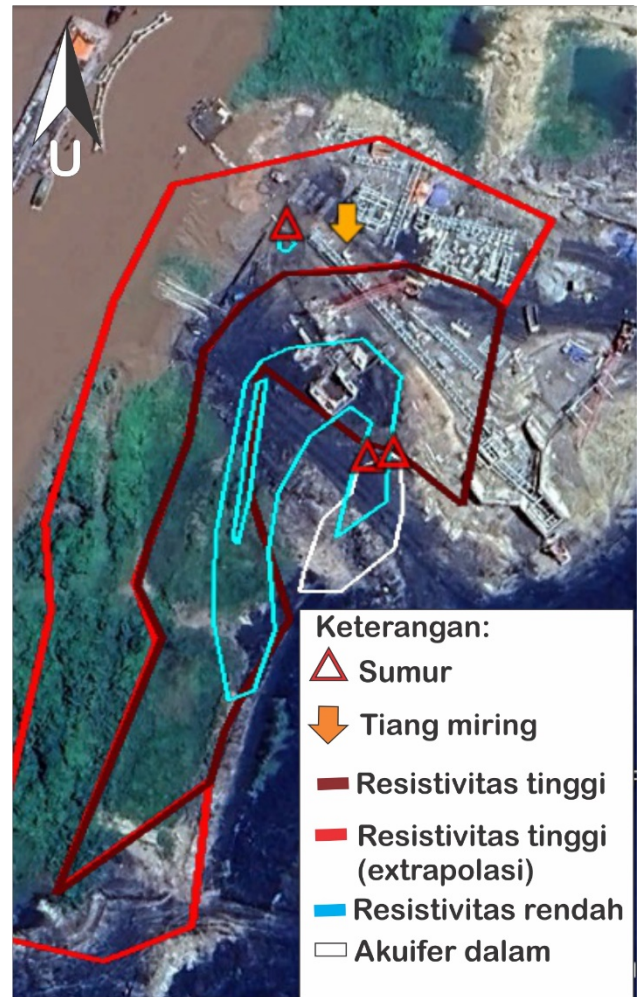 U
Keterangan:
Sumur
Tiang miring
Resistivitas tinggi
Resistivitas tinggi
(extrapolasi)
Resistivitas rendah
Akuifer dalam